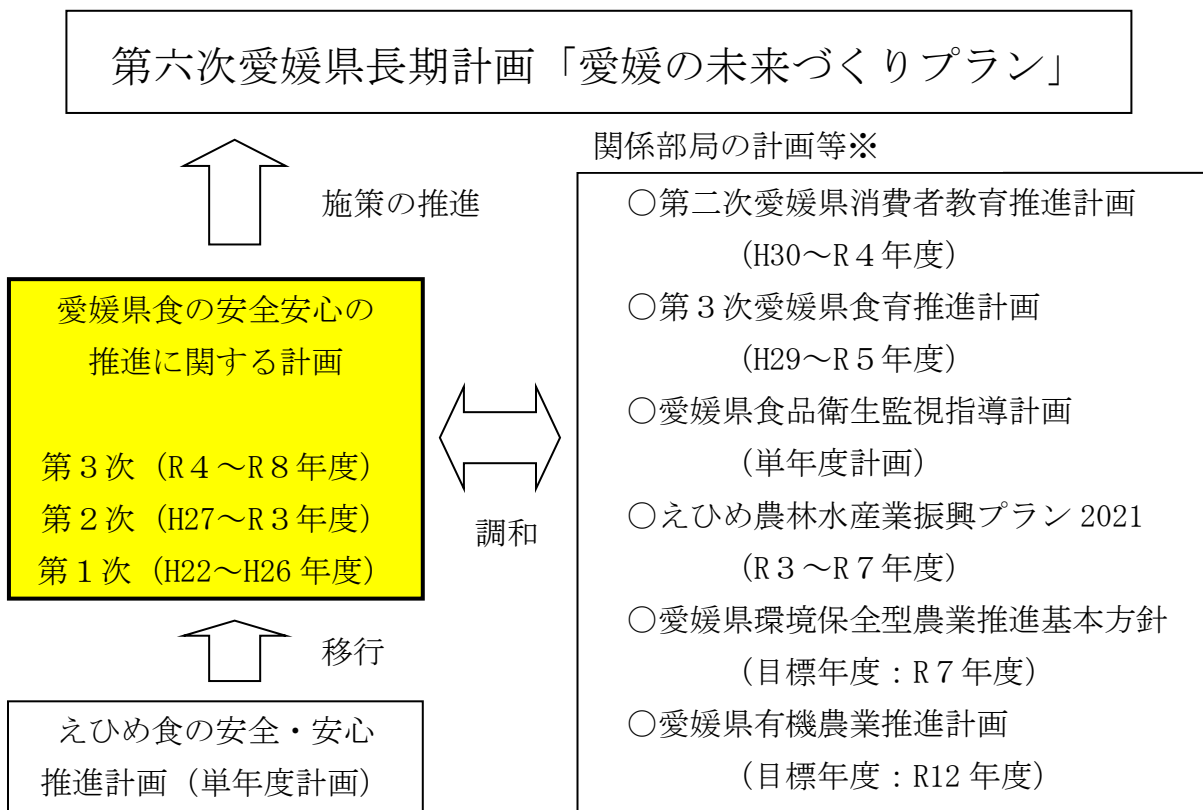 第六次愛媛県長期計画「愛媛の未来づくりプラン」
施策の推進
愛媛県食の安全安心の
推進に関する計画
第３次（R４～R８年度）
第２次（H27～R３年度）
第１次（H22～H26 年度）
移行
えひめ食の安全・安心
推進計画（単年度計画）
調和
関係部局の計画等※
○第二次愛媛県消費者教育推進計画
（H30～R４年度）
○第３次愛媛県食育推進計画
（H29～R５年度）
○愛媛県食品衛生監視指導計画
（単年度計画）
○えひめ農林水産業振興プラン 2021
（R３～R７年度）
○愛媛県環境保全型農業推進基本方針
（目標年度：R７年度）
○愛媛県有機農業推進計画
（目標年度：R12 年度）